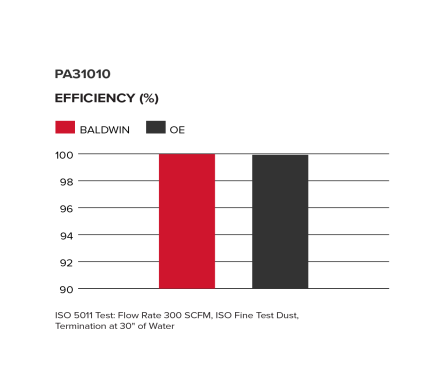 PA31010
EFFICIENCY (%)
BALDWIN OE
100
98
96
94
92
90
ISO 5011 Test: Flow Rate 300 SCFM, ISO Fine Test Dust,
Termination at 30" of Water